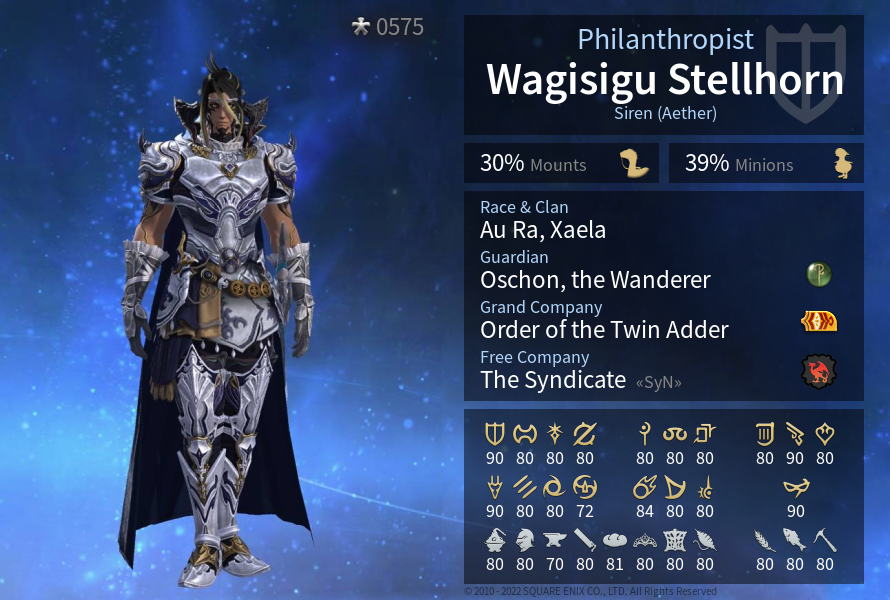 0575
Philanthropist
Wagisigu Stellhorn
Siren (Aether)
30% Mounts
39% Minions
Race & Clan
Au Ra, Xaela
Guardian
Oschon, the Wanderer
Grand Company
Order of the Twin Adder
Free Company
The Syndicate «SyN»
90 80 80 80 80 80 80 80 90 80
90 80 80 72 84 80 80 90
80 80 70 80 81 80 80 80 80 80 80
© 2010 - 2022 SQUARE ENIX CO., LTD. All Rights Reserved